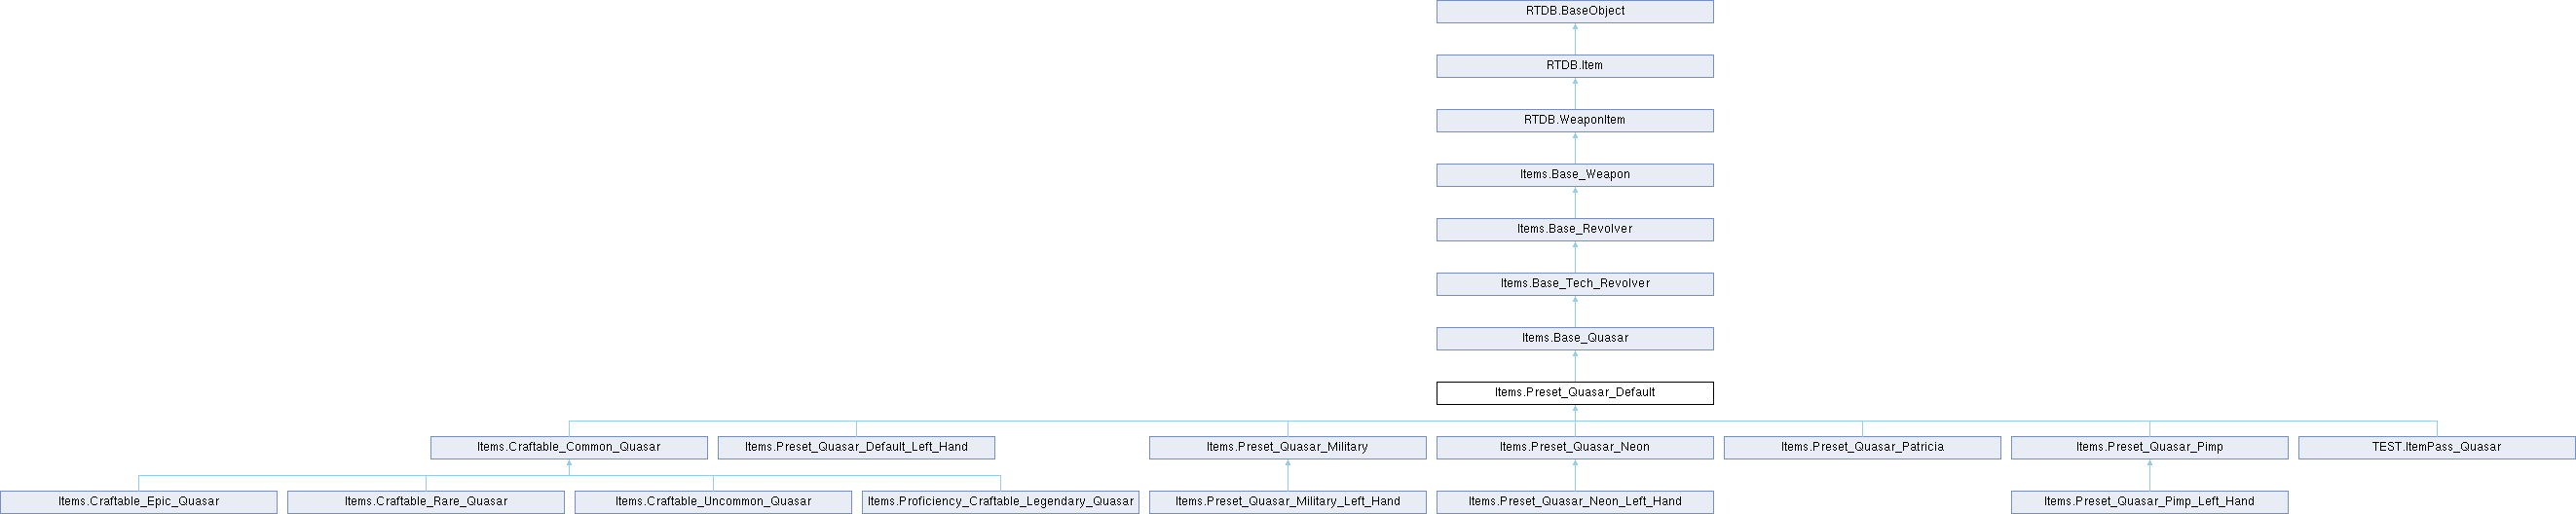 RTDB.BaseObject
RTDB.Item
RTDB.WeaponItem
Items.Base_Weapon
Items.Base_Revolver
Items.Base_Tech_Revolver
Items.Base_Quasar
Items.Preset_Quasar_Default
Items.Craftable_Common_Quasar
Items.Preset_Quasar_Default_Left_Hand
Items.Preset_Quasar_Military
Items.Preset_Quasar_Neon
Items.Preset_Quasar_Patricia
Items.Preset_Quasar_Pimp
TEST.ItemPass_Quasar
Items.Craftable_Epic_Quasar
Items.Craftable_Rare_Quasar
Items.Craftable_Uncommon_Quasar
Items.Proficiency_Craftable_Legendary_Quasar
Items.Preset_Quasar_Military_Left_Hand
Items.Preset_Quasar_Neon_Left_Hand
Items.Preset_Quasar_Pimp_Left_Hand